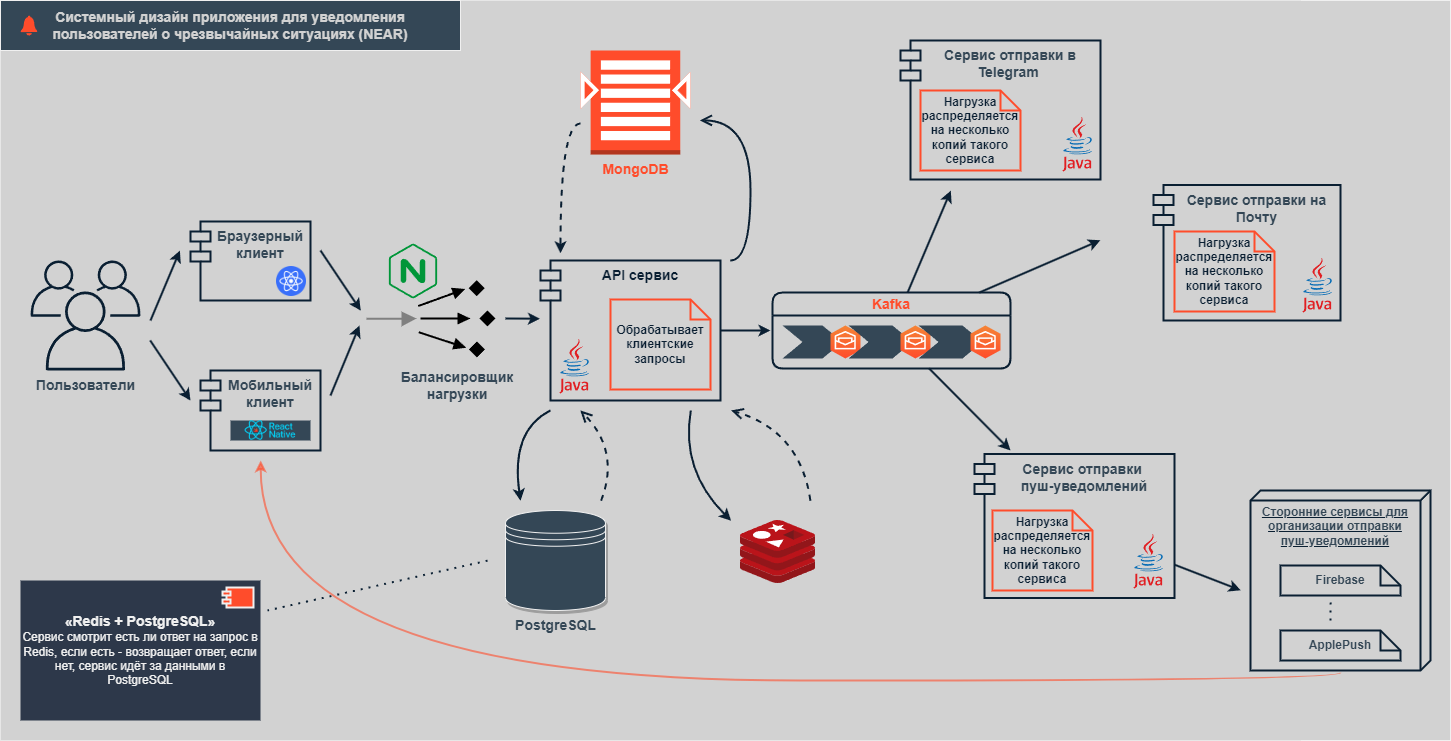 Системный дизайн приложения для уведомления
пользователей о чрезвычайных ситуациях (NEAR)
MongoDB
Сервис отправки в
Telegram
Нагрузка
распределяется
на несколько
копий такого
сервиса
Java
Сервис отправки на
Почту
Нагрузка
распределяется
на несколько
копий такого
сервиса
Java
Браузерный
клиент
Пользователи
Мобильный
клиент
React
Native
N
Балансировщик
нагрузки
API сервис
Обрабатывает
клиентские
запросы
Java
Kafka
Сервис отправки
пуш-уведомлений
Нагрузка
распределяется
на несколько
копий такого
сервиса
Java
Сторонние сервисы для
организации отправки
пуш-уведомлений
Firebase
ApplePush
PostgreSQL
«Redis + PostgreSQL»
Сервис смотрит есть ли ответ на запрос в
Redis, если есть - возвращает ответ, если
нет, сервис идёт за данными в
PostgreSQL